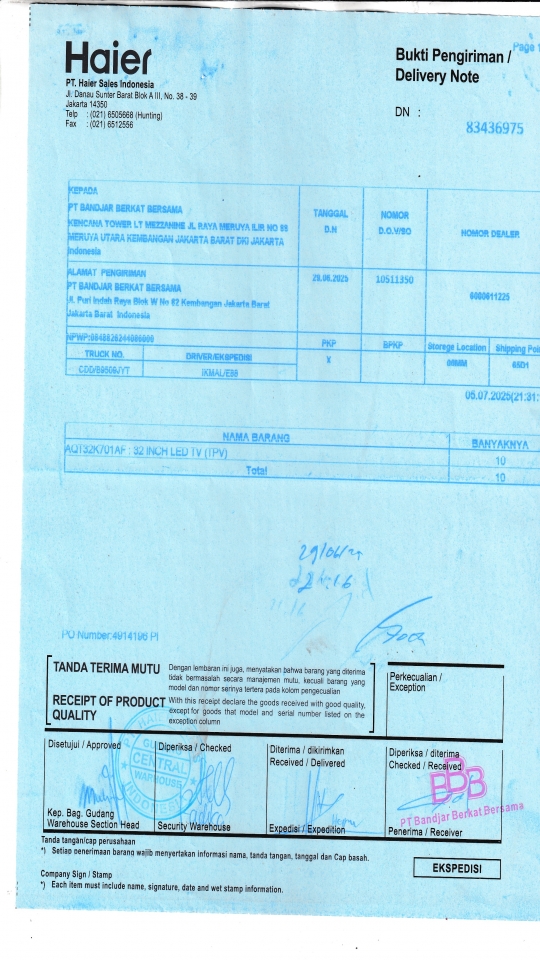 Haier
PT. Haier Sales Indonesia
Jl. Danau Sunter Barat Blok A III, No. 38 - 39
Jakarta 14350
Telp : (021) 6505668 (Hunting)
Fax : (021) 6512556
Page 1
Bukti Pengiriman /
Delivery Note
DN :
83436975
KEPADA
PT BANDJAR BERKAT BERSAMA
KENCANA TOWER LT MEZZANINE JL RAYA MERUYA ILIR NO 88
MERUYA UTARA KEMBANGAN JAKARTA BARAT DKI JAKARTA
Indonesia
TANGGAL
D.N
NOMOR
D.O.V/SO
NOMOR DEALER
ALAMAT PENGIRIMAN
PT BANDJAR BERKAT BERSAMA
Jl. Puri Indah Raya Blok W No 62 Kembangan Jakarta Barat
Jakarta Barat Indonesia
29.06.2025
10511350
6000011225
PKP
BPKP
Storege Location
Shipping Poi
TRUCK NO.
DRIVER/EKSPEDISI
X
65D1
IKMAL/E88
05.07.2025(21:31:
NAMA BARANG
BANYAKNYA
AQT32K701AF : 32 INCH LED TV (TPV)
10
Total
10
29/06/25
21.16
PO Number:4914196 PI
TANDA TERIMA MUTU
Dengan lembaran ini juga, menyatakan bahwa barang yang diterima
tidak bermasalah secara manajemen mutu, kecuali barang yang
model dan nomor serinya tertera pada kolom pengecualian
RECEIPT OF PRODUCT
QUALITY
With this receipt declare the goods received with good quality,
except for goods that model and serial number listed on the
exception column
Perkecualian /
Exception
Disetujui / Approved
Diperiksa / Checked
Diterima / dikirimkan
Received / Delivered
Diperiksa / diterima
Checked / Received
CENTRAL
WAREHOUSE
INDONESIA
BBB
PT Bandjar Berkat Bersama
Kep. Bag. Gudang
Warehouse Section Head
Security Warehouse
Expedisi / Expedition
Penerima / Receiver
Tanda tangan/cap perusahaan
*) Setiap penerimaan barang wajib menyertakan informasi nama, tanda tangan, tanggal dan Cap basah.
Company Sign / Stamp
*) Each item must include name, signature, date and wet stamp information.
EKSPEDISI